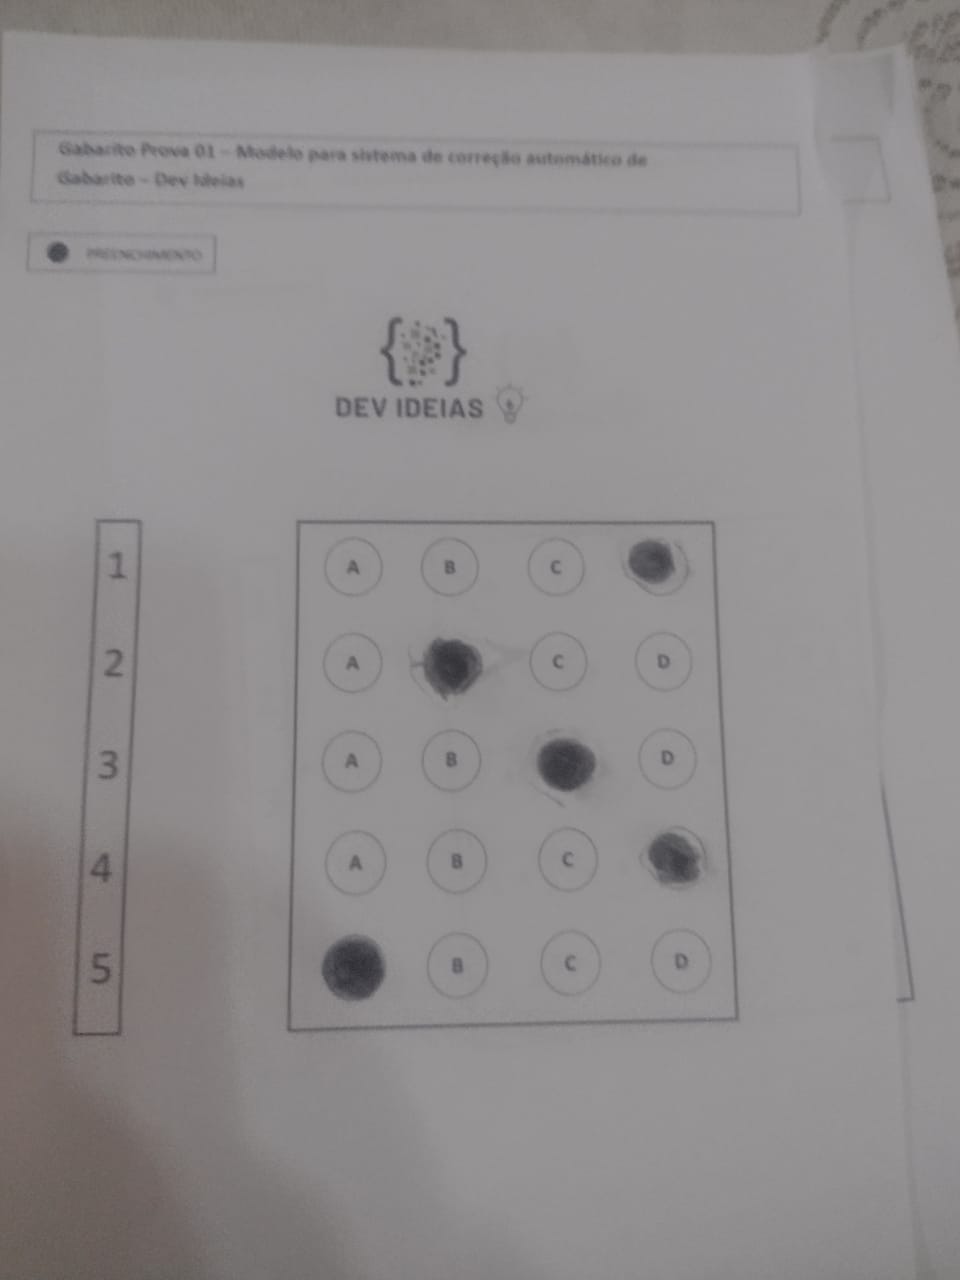 Gabarito Prova 01 – Modelo para sistema de correção automático de
Gabarito – Dev Ideias
PREENCHIMENTO
DEV IDEIAS
1 A B C
2 A C D
3 A B D
4 A B C
5 B C D